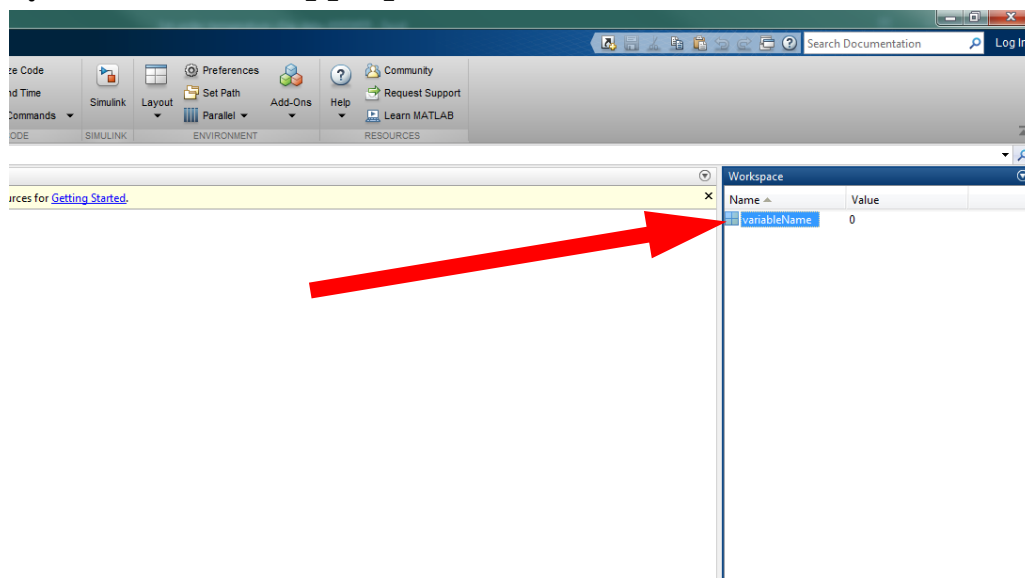 Search Documentation
Log In
ze Code
nd Time
Commands
Simulink
Layout
Preferences
Set Path
Parallel
Add-Ons
Help
Community
Request Support
Learn MATLAB
ODE
SIMULINK
ENVIRONMENT
RESOURCES
urces for Getting Started.
Workspace
Name
Value
variableName
0